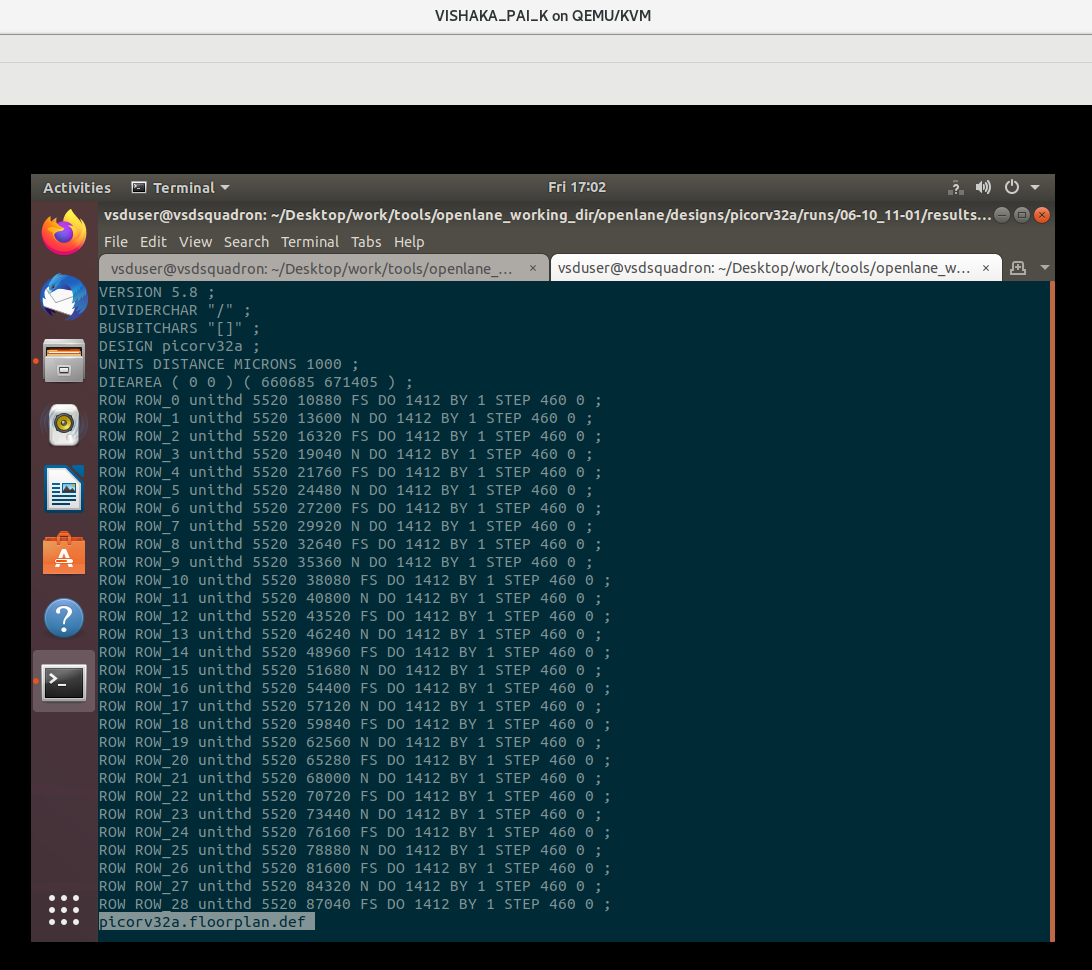 VISHAKA_PAI_K on QEMU/KVM
Activities Terminal Fri 17:02
vsduser@vsdsquadron: ~/Desktop/work/tools/openlane_working_dir/openlane/designs/picorv32a/runs/06-10_11-01/results...
File Edit View Search Terminal Tabs Help
vsduser@vsdsquadron: ~/Desktop/work/tools/openlane_... × vsduser@vsdsquadron: ~/Desktop/work/tools/openlane_w... ×
VERSION 5.8 ;
DIVIDERCHAR "/" ;
BUSBITCHARS "[]" ;
DESIGN picorv32a ;
UNITS DISTANCE MICRONS 1000 ;
DIEAREA ( 0 0 ) ( 660685 671405 ) ;
ROW ROW_0 unithd 5520 10880 FS DO 1412 BY 1 STEP 460 0 ;
ROW ROW_1 unithd 5520 13600 N DO 1412 BY 1 STEP 460 0 ;
ROW ROW_2 unithd 5520 16320 FS DO 1412 BY 1 STEP 460 0 ;
ROW ROW_3 unithd 5520 19040 N DO 1412 BY 1 STEP 460 0 ;
ROW ROW_4 unithd 5520 21760 FS DO 1412 BY 1 STEP 460 0 ;
ROW ROW_5 unithd 5520 24480 N DO 1412 BY 1 STEP 460 0 ;
ROW ROW_6 unithd 5520 27200 FS DO 1412 BY 1 STEP 460 0 ;
ROW ROW_7 unithd 5520 29920 N DO 1412 BY 1 STEP 460 0 ;
ROW ROW_8 unithd 5520 32640 FS DO 1412 BY 1 STEP 460 0 ;
ROW ROW_9 unithd 5520 35360 N DO 1412 BY 1 STEP 460 0 ;
ROW ROW_10 unithd 5520 38080 FS DO 1412 BY 1 STEP 460 0 ;
ROW ROW_11 unithd 5520 40800 N DO 1412 BY 1 STEP 460 0 ;
ROW ROW_12 unithd 5520 43520 FS DO 1412 BY 1 STEP 460 0 ;
ROW ROW_13 unithd 5520 46240 N DO 1412 BY 1 STEP 460 0 ;
ROW ROW_14 unithd 5520 48960 FS DO 1412 BY 1 STEP 460 0 ;
ROW ROW_15 unithd 5520 51680 N DO 1412 BY 1 STEP 460 0 ;
ROW ROW_16 unithd 5520 54400 FS DO 1412 BY 1 STEP 460 0 ;
ROW ROW_17 unithd 5520 57120 N DO 1412 BY 1 STEP 460 0 ;
ROW ROW_18 unithd 5520 59840 FS DO 1412 BY 1 STEP 460 0 ;
ROW ROW_19 unithd 5520 62560 N DO 1412 BY 1 STEP 460 0 ;
ROW ROW_20 unithd 5520 65280 FS DO 1412 BY 1 STEP 460 0 ;
ROW ROW_21 unithd 5520 68000 N DO 1412 BY 1 STEP 460 0 ;
ROW ROW_22 unithd 5520 70720 FS DO 1412 BY 1 STEP 460 0 ;
ROW ROW_23 unithd 5520 73440 N DO 1412 BY 1 STEP 460 0 ;
ROW ROW_24 unithd 5520 76160 FS DO 1412 BY 1 STEP 460 0 ;
ROW ROW_25 unithd 5520 78880 N DO 1412 BY 1 STEP 460 0 ;
ROW ROW_26 unithd 5520 81600 FS DO 1412 BY 1 STEP 460 0 ;
ROW ROW_27 unithd 5520 84320 N DO 1412 BY 1 STEP 460 0 ;
ROW ROW_28 unithd 5520 87040 FS DO 1412 BY 1 STEP 460 0 ;
picorv32a.floorplan.def